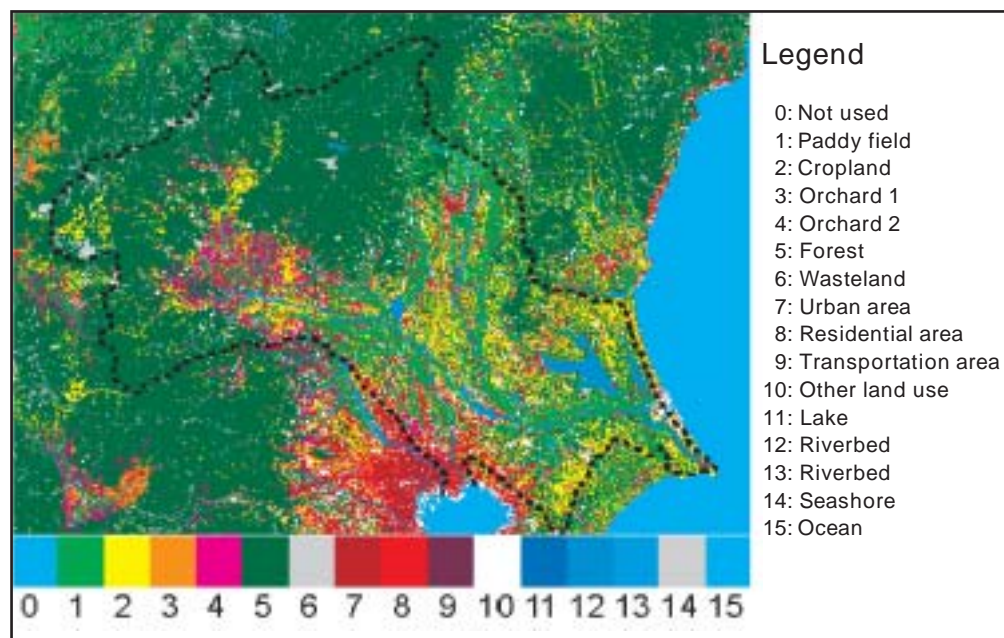 Legend
0: Not used
1: Paddy field
2: Cropland
3: Orchard 1
4: Orchard 2
5: Forest
6: Wasteland
7: Urban area
8: Residential area
9: Transportation area
10: Other land use
11: Lake
12: Riverbed
13: Riverbed
14: Seashore
15: Ocean
0 1 2 3 4 5 6 7 8 9 10 11 12 13 14 15